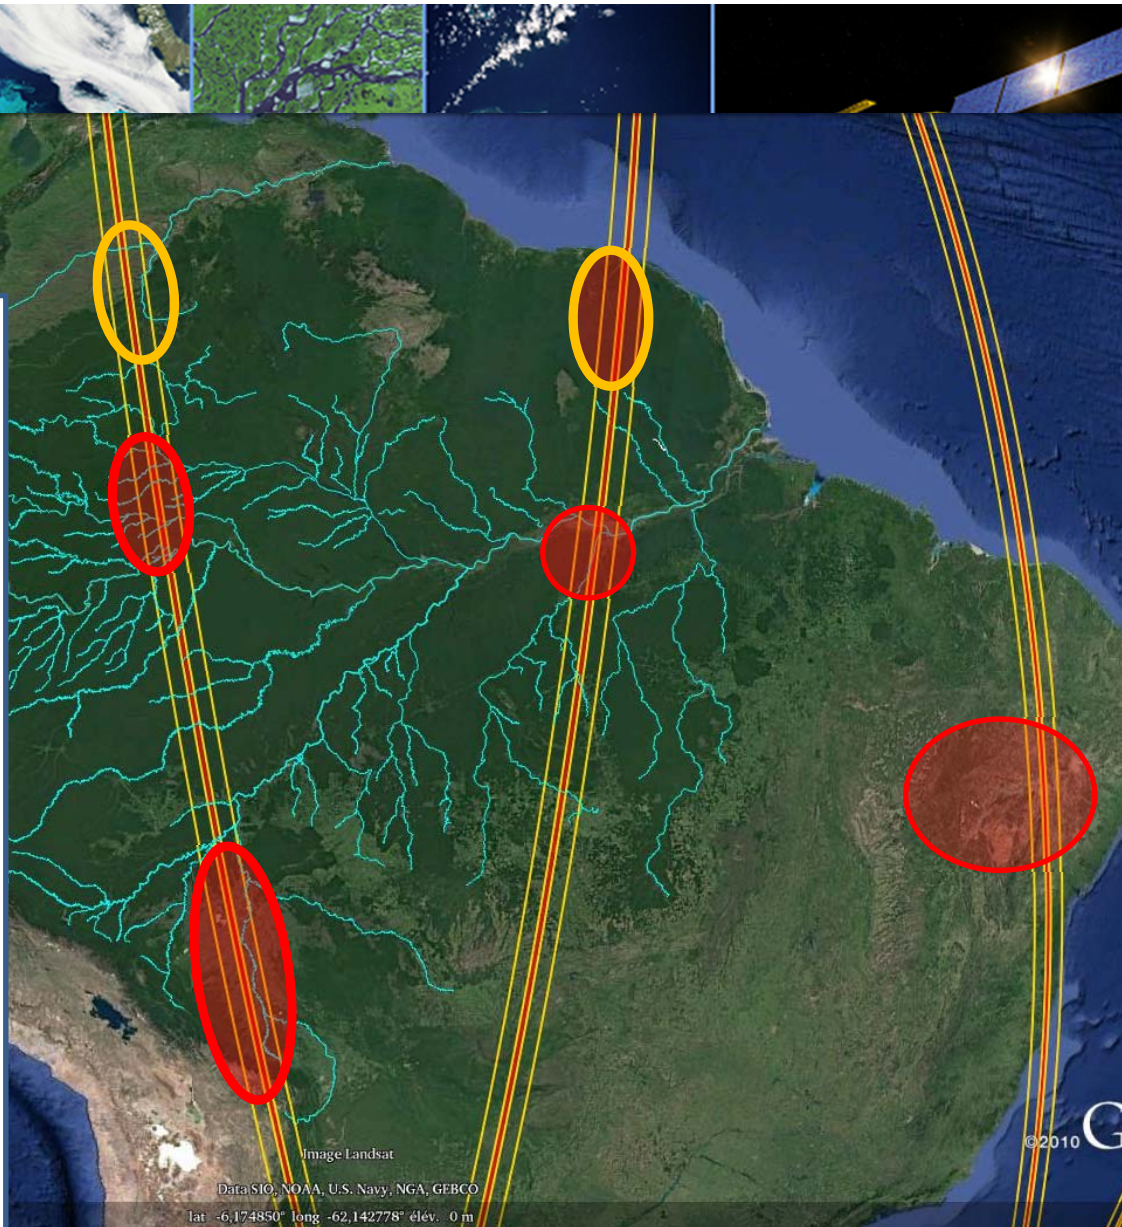 ©2010 G
Image Landsat
Data SIO, NOAA, U.S. Navy, NGA, GEBCO
lat -6,174850° long -62,142778° élév. 0 m